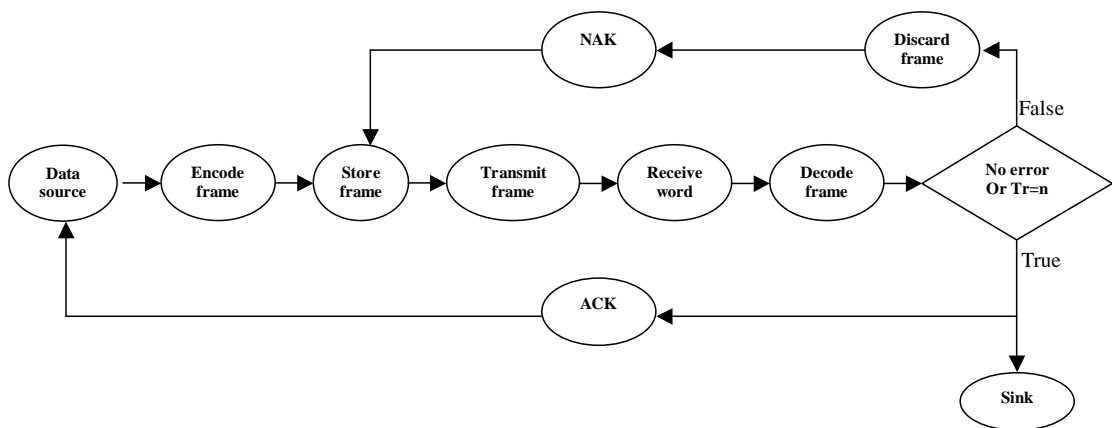 NAK
Discard
frame
False
Data
source
Encode
frame
Store
frame
Transmit
frame
Receive
word
Decode
frame
No error
Or Tr=n
True
ACK
Sink